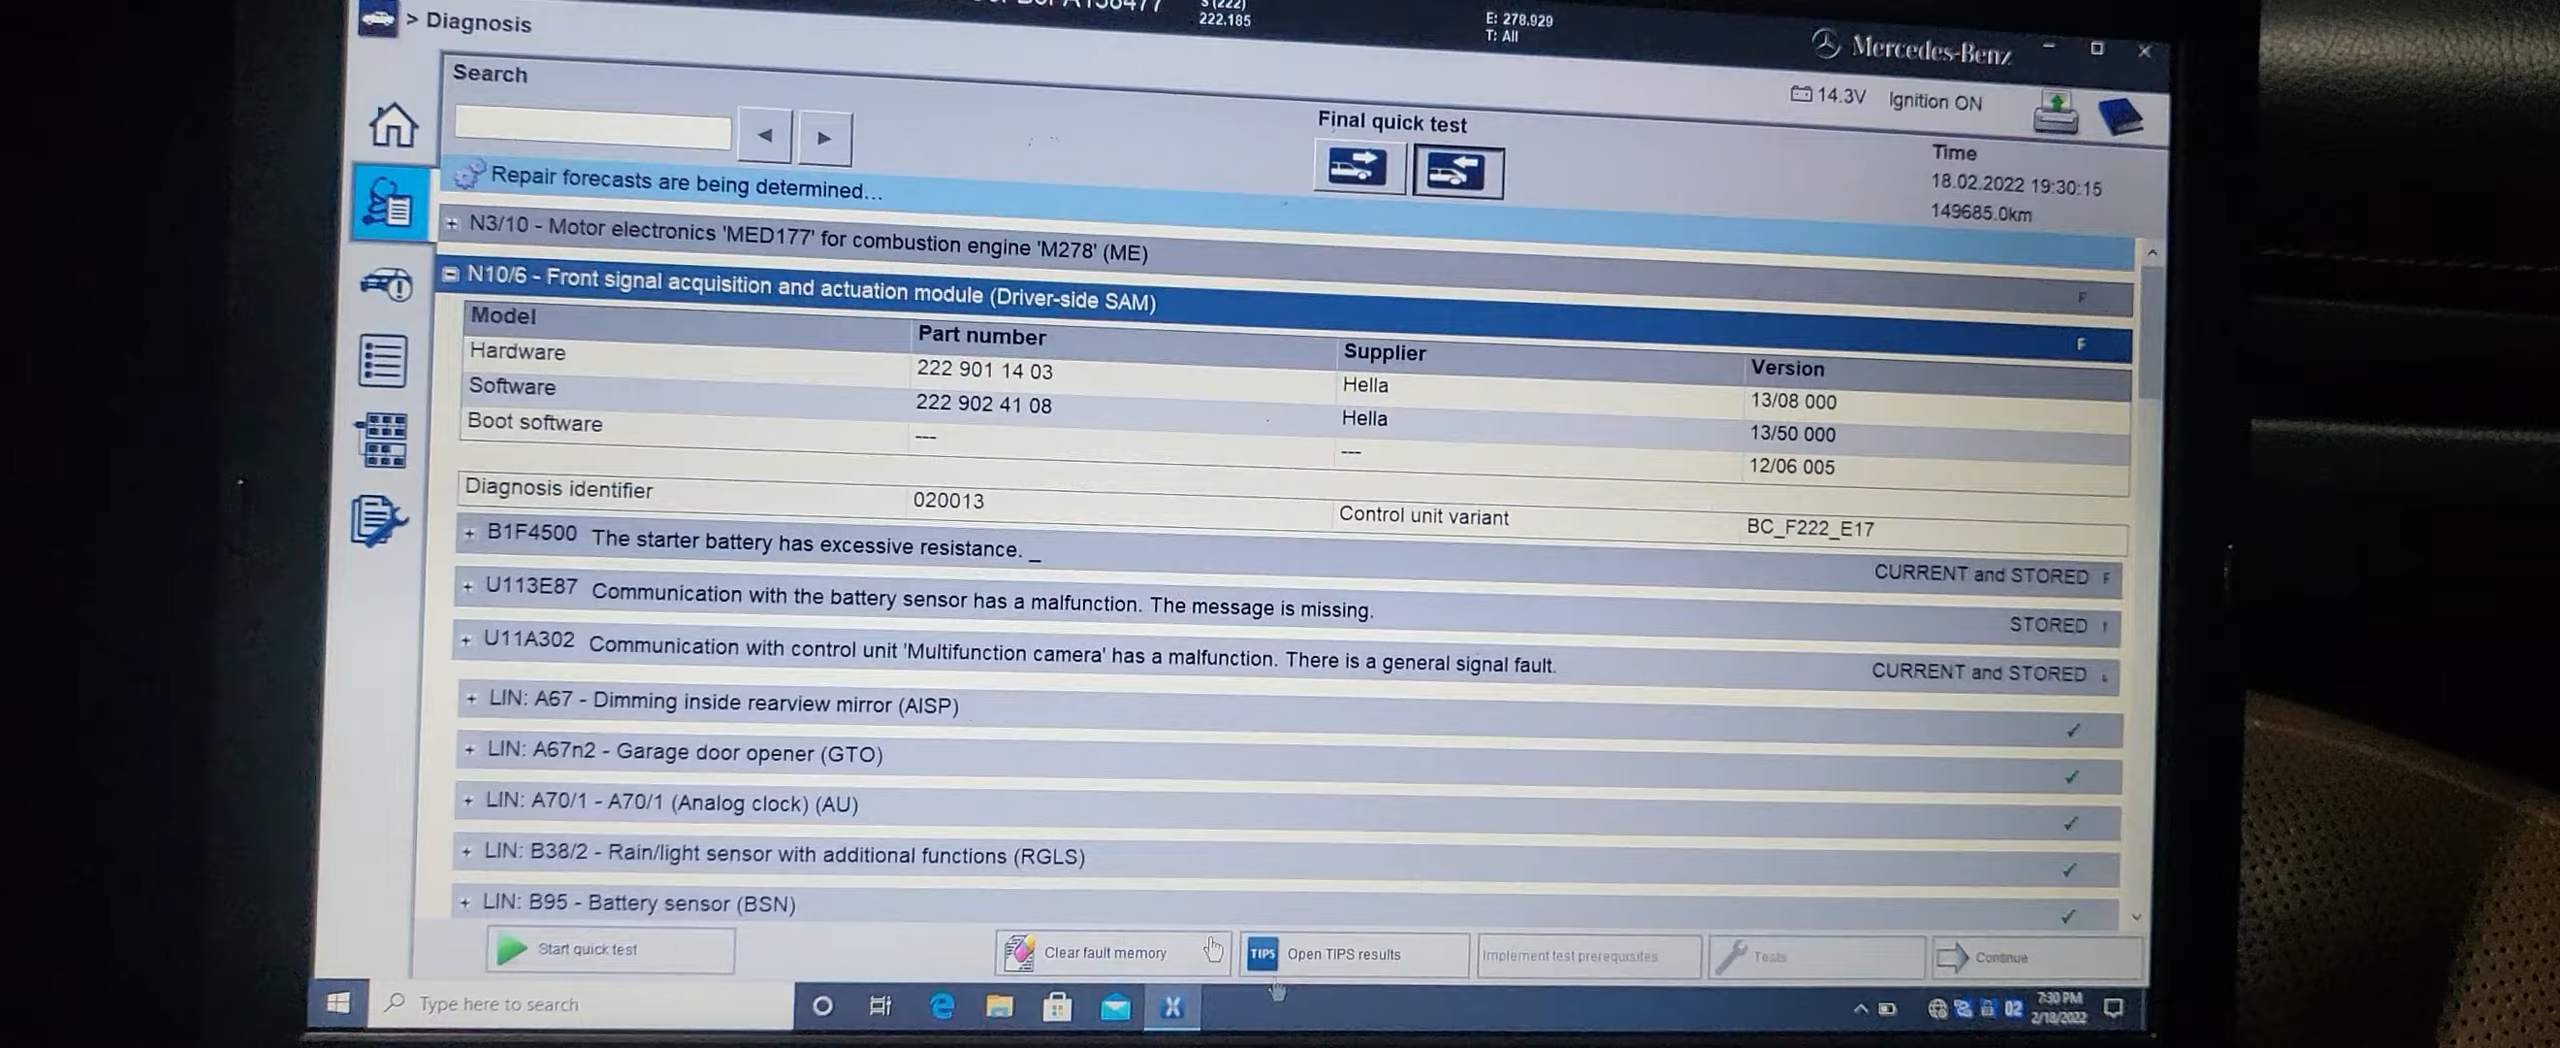 S (222)
222.185
E: 278.929
T: All
> Diagnosis
Mercedes-Benz
Search
14.3V Ignition ON
Final quick test
Time
18.02.2022 19:30:15
149685.0km
Repair forecasts are being determined...
+ N3/10 - Motor electronics 'MED177' for combustion engine 'M278' (ME) F
N10/6 - Front signal acquisition and actuation module (Driver-side SAM) F
Model Part number Supplier Version
Hardware 222 901 14 03 Hella 13/08 000
Software 222 902 41 08 Hella 13/50 000
Boot software --- --- 12/06 005
Diagnosis identifier 020013 Control unit variant BC_F222_E17
+ B1F4500 The starter battery has excessive resistance. _ CURRENT and STORED F
+ U113E87 Communication with the battery sensor has a malfunction. The message is missing. STORED
+ U11A302 Communication with control unit 'Multifunction camera' has a malfunction. There is a general signal fault. CURRENT and STORED
+ LIN: A67 - Dimming inside rearview mirror (AISP) ✓
+ LIN: A67n2 - Garage door opener (GTO) ✓
+ LIN: A70/1 - A70/1 (Analog clock) (AU) ✓
+ LIN: B38/2 - Rain/light sensor with additional functions (RGLS) ✓
+ LIN: B95 - Battery sensor (BSN) ✓
Start quick test Clear fault memory TIPS Open TIPS results Implement test prerequisites Tests Continue
Type here to search
02
7:30 PM
2/18/2022